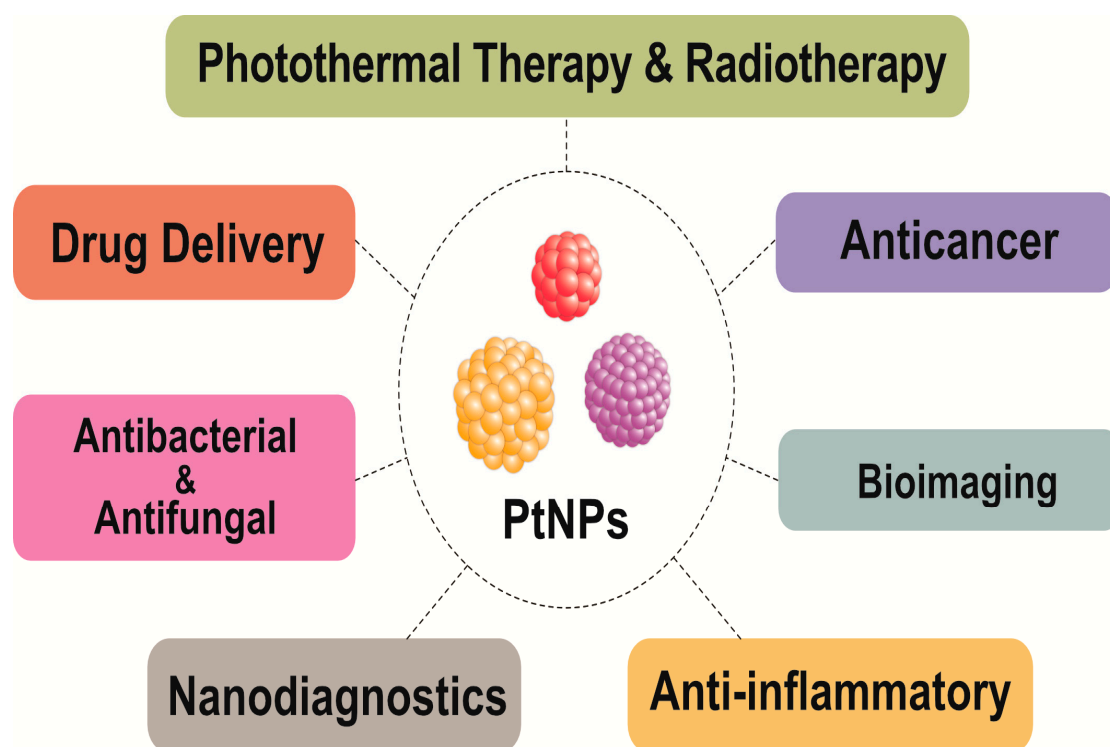 Photothermal Therapy & Radiotherapy
Drug Delivery
Anticancer
Antibacterial
&
Antifungal
Bioimaging
PtNPs
Nanodiagnostics
Anti-inflammatory